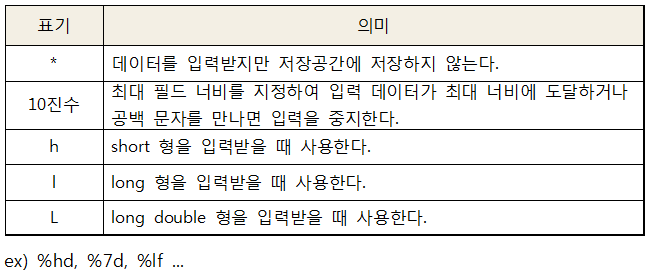 표기 의미
* 데이터를 입력받지만 저장공간에 저장하지 않는다.
10진수 최대 필드 너비를 지정하여 입력 데이터가 최대 너비에 도달하거나
공백 문자를 만나면 입력을 중지한다.
h short 형을 입력받을 때 사용한다.
l long 형을 입력받을 때 사용한다.
L long double 형을 입력받을 때 사용한다.
ex) %hd, %7d, %lf ...